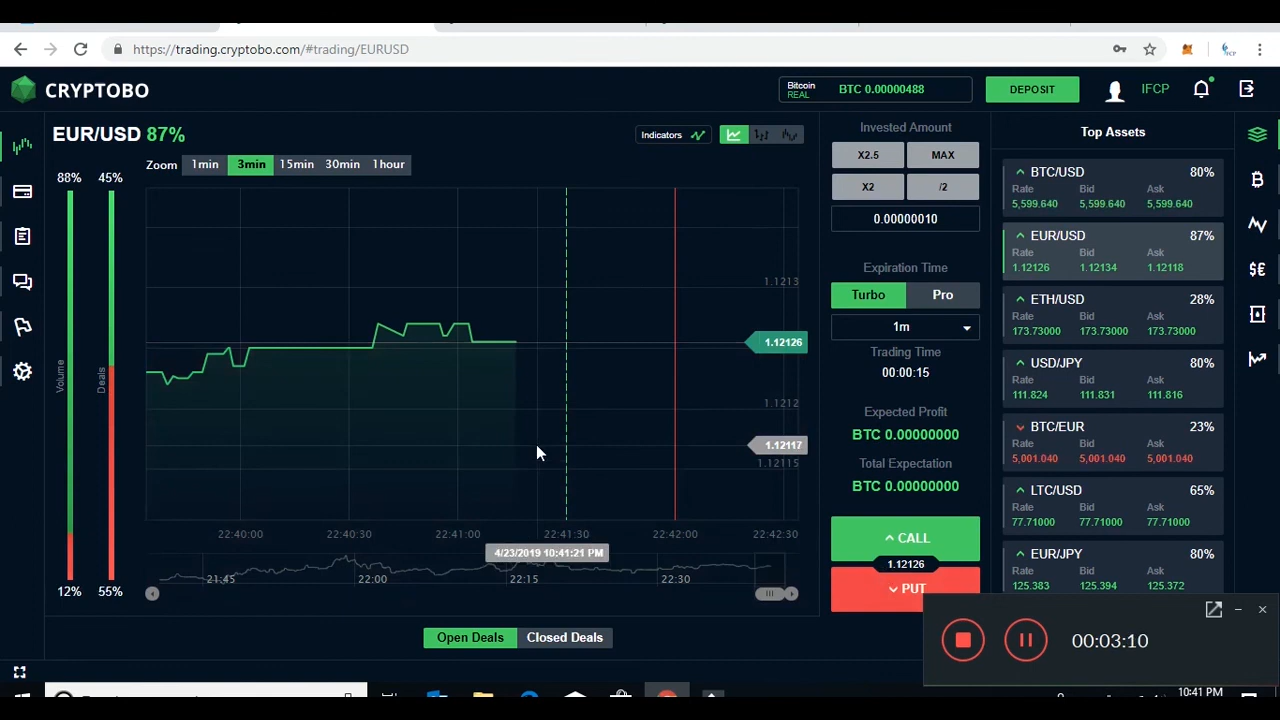 https://trading.cryptobo.com/#trading/EURUSD
CRYPTOBO
Bitcoin
REAL
BTC 0.00000488
DEPOSIT
IFCP
EUR/USD 87%
Indicators
Zoom 1min 3min 15min 30min 1hour
88% 45%
Volume
Deals
12% 55%
1.1213
1.12126
1.1212
1.12117
1.12115
22:40:00 22:40:30 22:41:00 22:41:30 22:42:00 22:42:30
4/23/2019 10:41:21 PM
21:45 22:00 22:15 22:30
Open Deals Closed Deals
Invested Amount
X2.5 MAX
X2 /2
0.00000010
Expiration Time
Turbo Pro
1m
Trading Time
00:00:15
Expected Profit
BTC 0.00000000
Total Expectation
BTC 0.00000000
CALL
1.12126
PUT
Top Assets
BTC/USD 80%
Rate Bid Ask
5,599.640 5,599.640 5,599.640
EUR/USD 87%
Rate Bid Ask
1.12126 1.12134 1.12118
ETH/USD 28%
Rate Bid Ask
173.73000 173.73000 173.73000
USD/JPY 80%
Rate Bid Ask
111.824 111.831 111.816
BTC/EUR 23%
Rate Bid Ask
5,001.040 5,001.040 5,001.040
LTC/USD 65%
Rate Bid Ask
77.71000 77.71000 77.71000
EUR/JPY 80%
Rate Bid Ask
125.383 125.394 125.372
00:03:10
10:41 PM